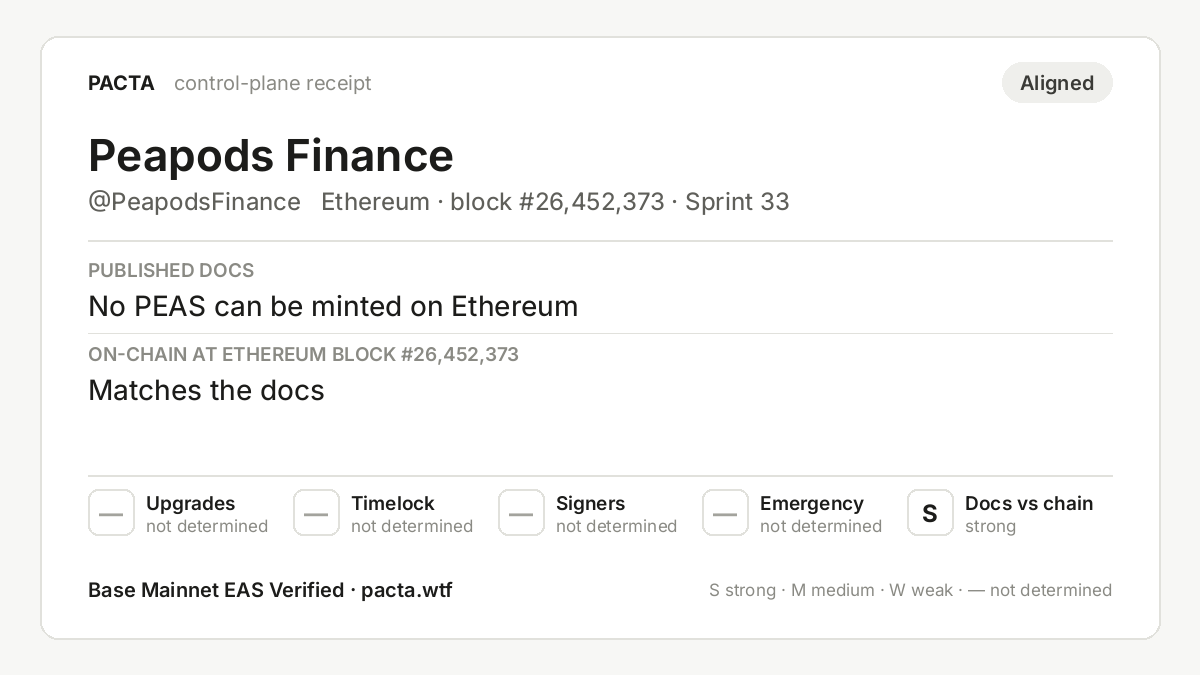 PACTA control-plane receipt Aligned
Peapods Finance
@PeapodsFinance Ethereum · block #26,452,373 · Sprint 33
PUBLISHED DOCS
No PEAS can be minted on Ethereum
ON-CHAIN AT ETHEREUM BLOCK #26,452,373
Matches the docs
— Upgrades — Timelock — Signers — Emergency S Docs vs chain
not determined not determined not determined not determined strong
Base Mainnet EAS Verified · pacta.wtf S strong · M medium · W weak · — not determined